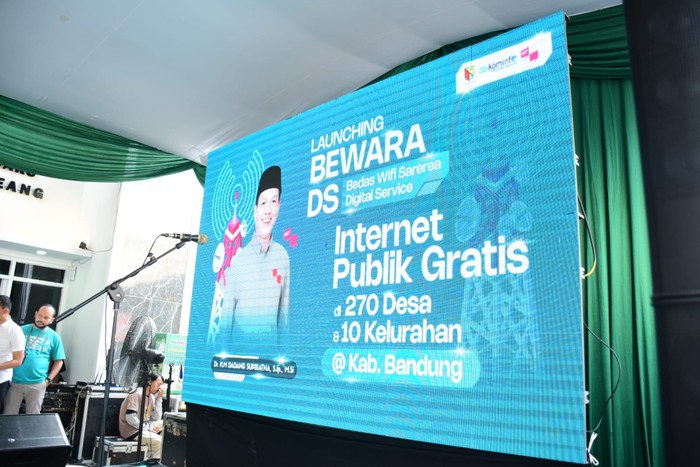 diskominfo
LAUNCHING
BEWARA
DS
Bedas Wifi Sarerea
Digital Service
Internet
Publik Gratis
di 270 Desa
& 10 Kelurahan
@ Kab. Bandung
Dr. H.M DADANG SUPRIATNA, S.Ip., M.Si
EANG